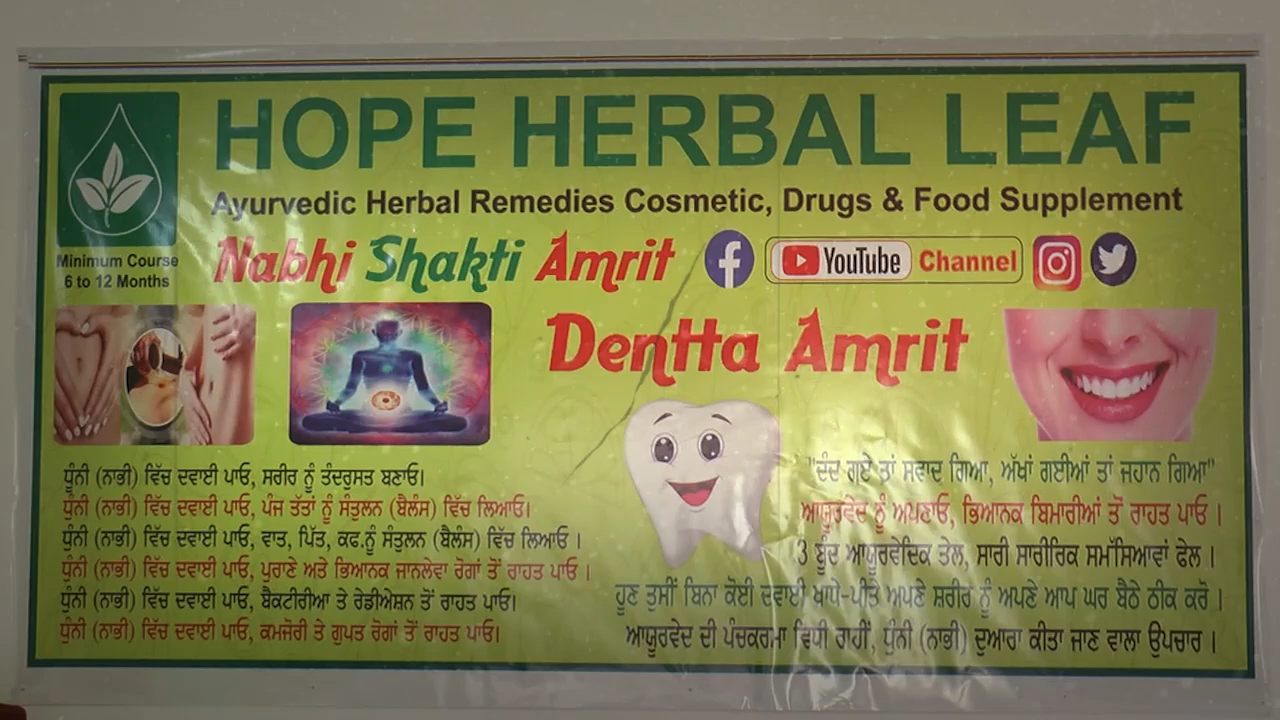 HOPE HERBAL LEAF
Ayurvedic Herbal Remedies Cosmetic, Drugs & Food Supplement
Minimum Course
6 to 12 Months
Nabhi Shakti Amrit
YouTube Channel
Dentta Amrit
ਧੁੰਨੀ (ਨਾਭੀ) ਵਿੱਚ ਦਵਾਈ ਪਾਓ, ਸਰੀਰ ਨੂੰ ਤੰਦਰੁਸਤ ਬਣਾਓ।
ਧੁੰਨੀ (ਨਾਭੀ) ਵਿੱਚ ਦਵਾਈ ਪਾਓ, ਪੰਜ ਤੱਤਾਂ ਨੂੰ ਸੰਤੁਲਨ (ਬੈਲੰਸ) ਵਿੱਚ ਲਿਆਓ।
ਧੁੰਨੀ (ਨਾਭੀ) ਵਿੱਚ ਦਵਾਈ ਪਾਓ, ਵਾਤ, ਪਿੱਤ, ਕਫ.ਨੂੰ ਸੰਤੁਲਨ (ਬੈਲੰਸ) ਵਿੱਚ ਲਿਆਓ ।
ਧੁੰਨੀ (ਨਾਭੀ) ਵਿੱਚ ਦਵਾਈ ਪਾਓ, ਪੁਰਾਣੇ ਅਤੇ ਭਿਆਨਕ ਜਾਨਲੇਵਾ ਰੋਗਾਂ ਤੋਂ ਰਾਹਤ ਪਾਓ ।
ਧੁੰਨੀ (ਨਾਭੀ) ਵਿੱਚ ਦਵਾਈ ਪਾਓ, ਬੈਕਟੀਰੀਆ ਤੇ ਰੇਡੀਏਸ਼ਨ ਤੋਂ ਰਾਹਤ ਪਾਓ।
ਧੁੰਨੀ (ਨਾਭੀ) ਵਿੱਚ ਦਵਾਈ ਪਾਓ, ਕਮਜੋਰੀ ਤੇ ਗੁਪਤ ਰੋਗਾਂ ਤੋਂ ਰਾਹਤ ਪਾਓ।
"ਦੰਦ ਗਏ ਤਾਂ ਸਵਾਦ ਗਿਆ, ਅੱਖਾਂ ਗਈਆਂ ਤਾਂ ਜਹਾਨ ਗਿਆ"
ਆਯੂਰਵੇਦ ਨੂੰ ਅਪਣਾਓ, ਭਿਆਨਕ ਬਿਮਾਰੀਆਂ ਤੋਂ ਰਾਹਤ ਪਾਓ ।
3 ਬੂੰਦ ਆਯੂਰਵੇਦਿਕ ਤੇਲ, ਸਾਰੀ ਸਾਰੀਰਿਕ ਸਮੱਸਿਆਵਾਂ ਫੇਲ ।
ਹੁਣ ਤੁਸੀਂ ਬਿਨਾ ਕੋਈ ਦਵਾਈ ਖਾਧੇ-ਪੀਤੇ ਅਪਣੇ ਸ਼ਰੀਰ ਨੂੰ ਅਪਣੇ ਆਪ ਘਰ ਬੈਠੇ ਠੀਕ ਕਰੋ ।
ਆਯੂਰਵੇਦ ਦੀ ਪੰਚਕਰਮਾ ਵਿਧੀ ਰਾਹੀਂ, ਧੁੰਨੀ (ਨਾਭੀ) ਦੁਆਰਾ ਕੀਤਾ ਜਾਣ ਵਾਲਾ ਉਪਚਾਰ ।